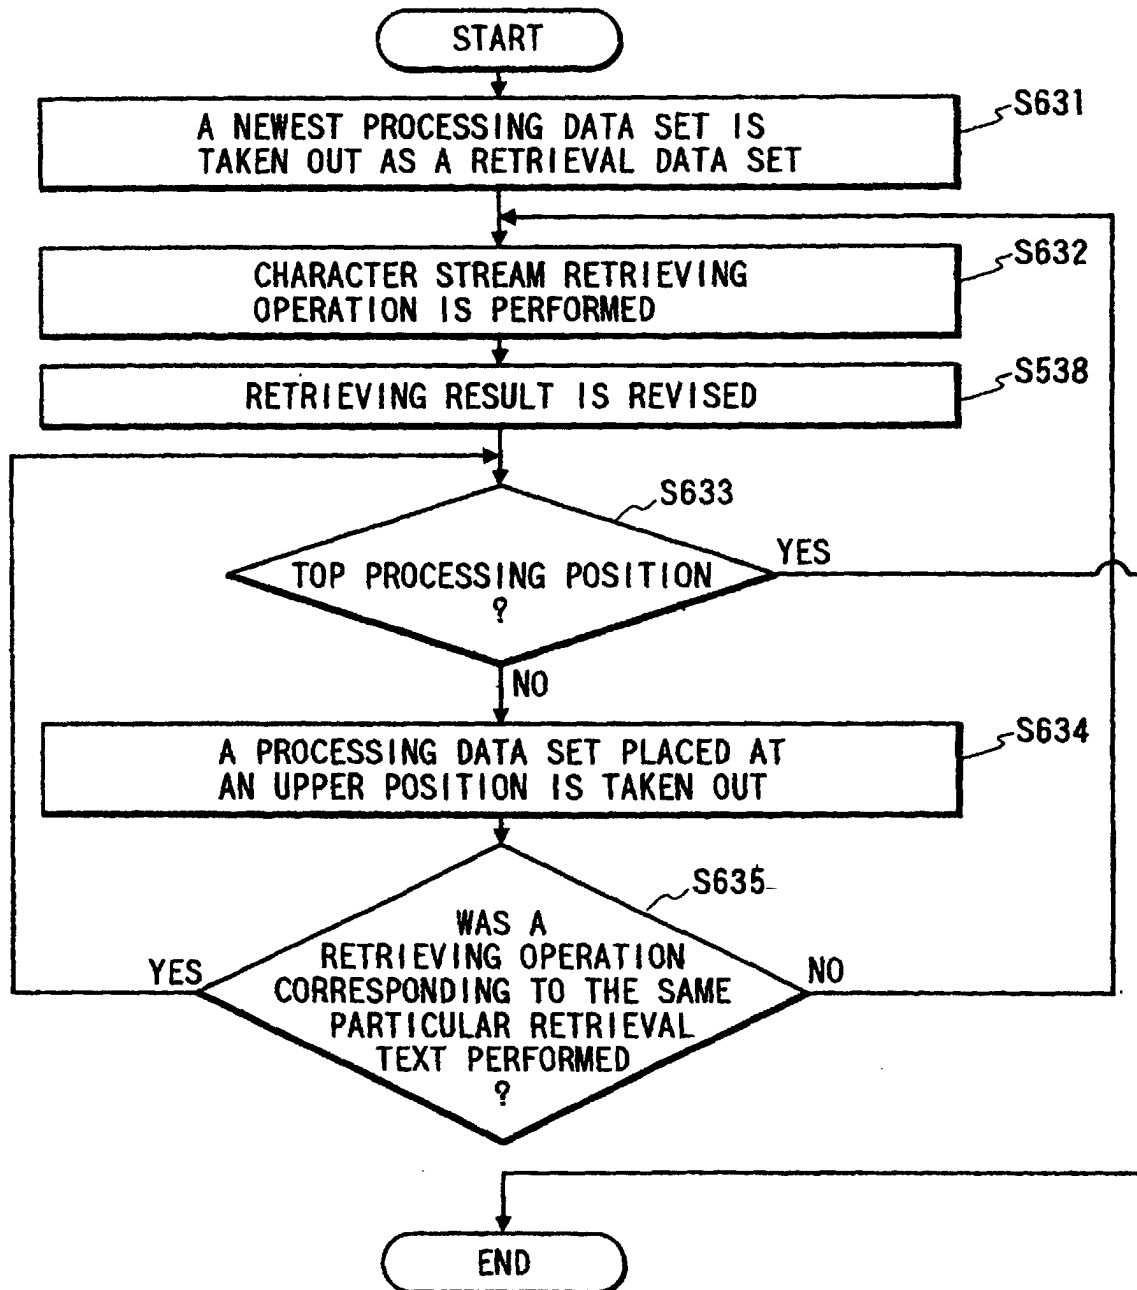 START
A NEWEST PROCESSING DATA SET IS
TAKEN OUT AS A RETRIEVAL DATA SET
S631
CHARACTER STREAM RETRIEVING
OPERATION IS PERFORMED
S632
RETRIEVING RESULT IS REVISED
S538
S633
TOP PROCESSING POSITION
?
YES
NO
A PROCESSING DATA SET PLACED AT
AN UPPER POSITION IS TAKEN OUT
S634
S635
WAS A
RETRIEVING OPERATION
CORRESPONDING TO THE SAME
PARTICULAR RETRIEVAL
TEXT PERFORMED
?
YES
NO
END